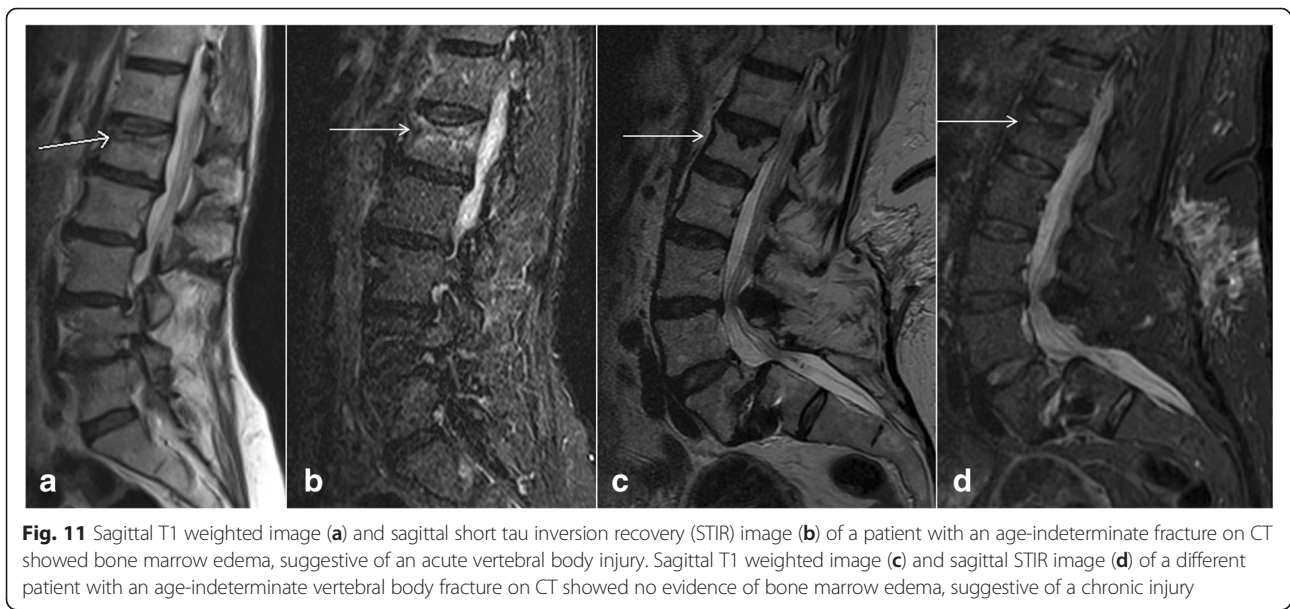 a
b
c
d
Fig. 11 Sagittal T1 weighted image (a) and sagittal short tau inversion recovery (STIR) image (b) of a patient with an age-indeterminate fracture on CT
showed bone marrow edema, suggestive of an acute vertebral body injury. Sagittal T1 weighted image (c) and sagittal STIR image (d) of a different
patient with an age-indeterminate vertebral body fracture on CT showed no evidence of bone marrow edema, suggestive of a chronic injury